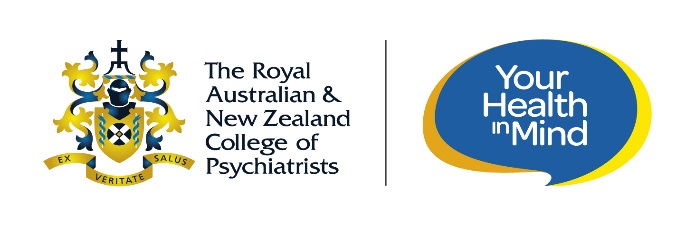 The Royal
Australian &
New Zealand
College of
Psychiatrists
EX VERITATE SALUS
Your
Health
in Mind